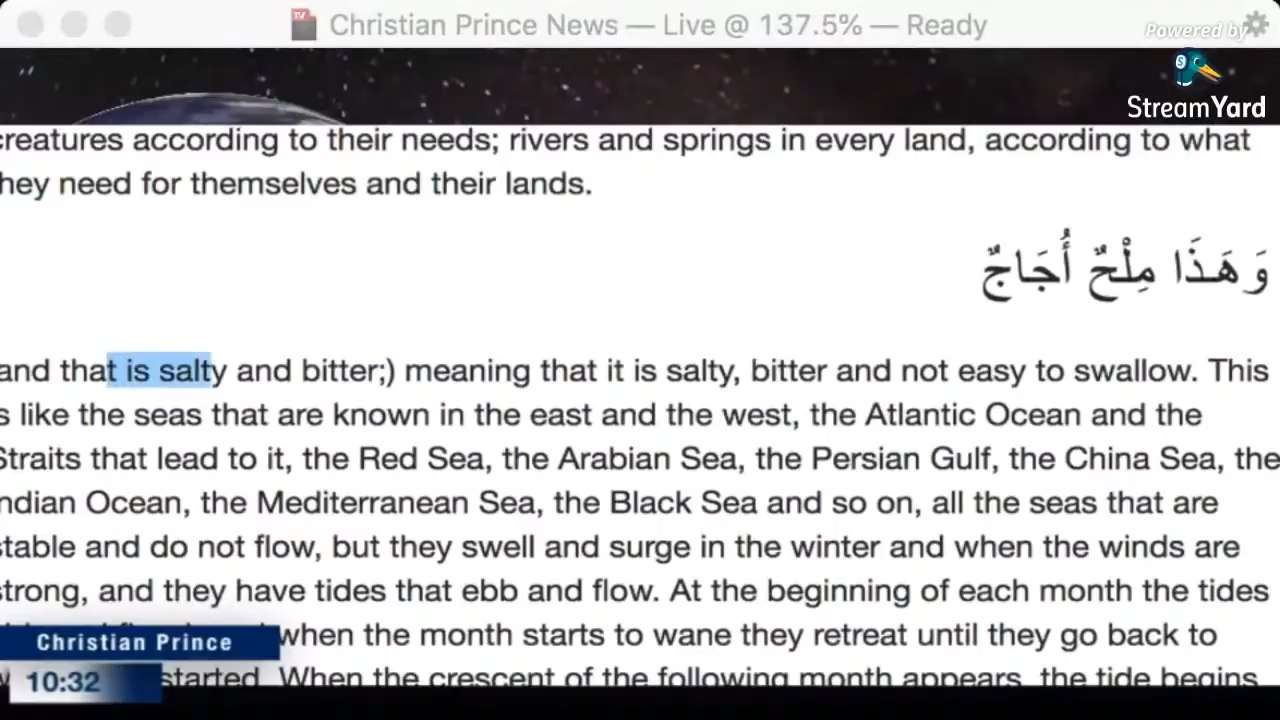 Christian Prince News — Live @ 137.5% — Ready
Powered by
StreamYard
creatures according to their needs; rivers and springs in every land, according to what
hey need for themselves and their lands.
وَهَذَا مِلْحٌ أُجَاجٌ
and that is salty and bitter;) meaning that it is salty, bitter and not easy to swallow. This
s like the seas that are known in the east and the west, the Atlantic Ocean and the
Straits that lead to it, the Red Sea, the Arabian Sea, the Persian Gulf, the China Sea, the
ndian Ocean, the Mediterranean Sea, the Black Sea and so on, all the seas that are
stable and do not flow, but they swell and surge in the winter and when the winds are
strong, and they have tides that ebb and flow. At the beginning of each month the tides
when the month starts to wane they retreat until they go back to
started. When the crescent of the following month appears, the tide begins
Christian Prince
10:32